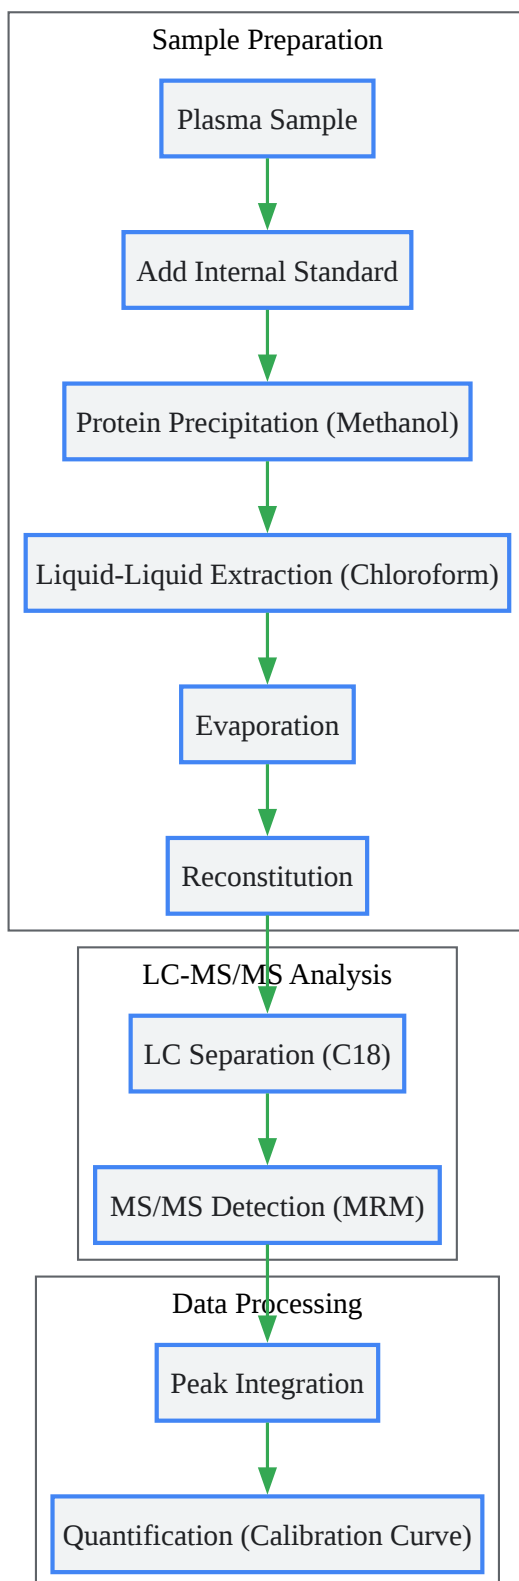 Sample Preparation
Plasma Sample
Add Internal Standard
Protein Precipitation (Methanol)
Liquid-Liquid Extraction (Chloroform)
Evaporation
Reconstitution
LC-MS/MS Analysis
LC Separation (C18)
MS/MS Detection (MRM)
Data Processing
Peak Integration
Quantification (Calibration Curve)